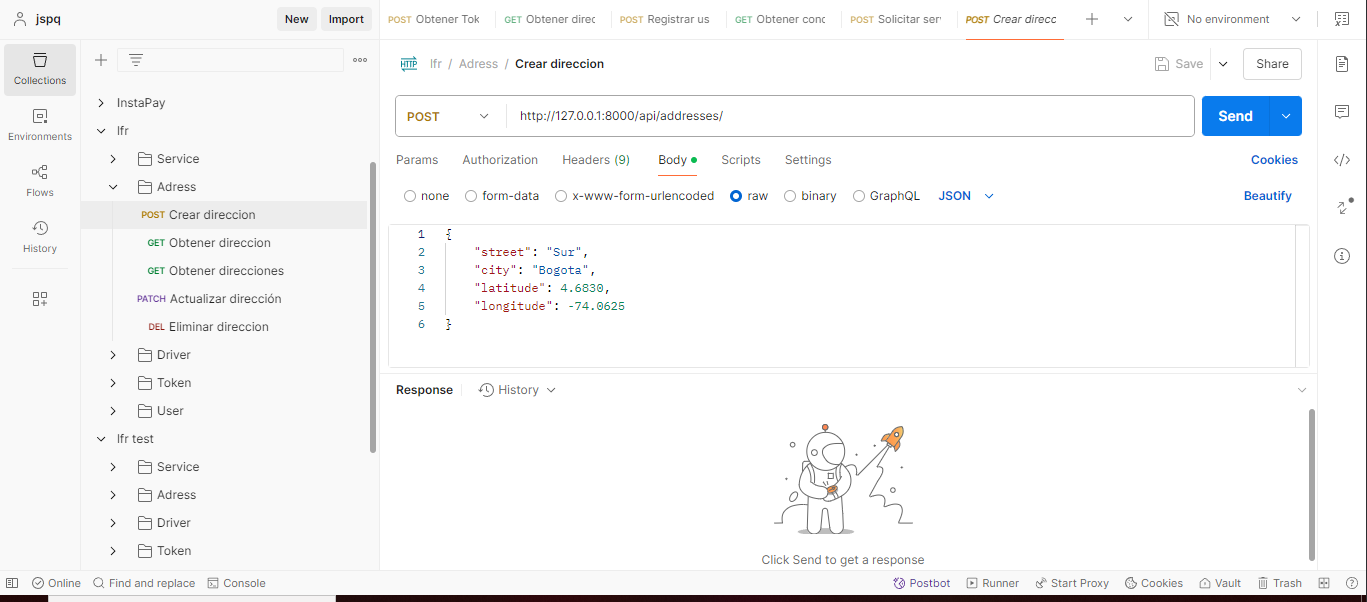 jspq
New Import
POST Obtener Tok
GET Obtener direc
POST Registrar us
GET Obtener conc
POST Solicitar ser
POST Crear direcc
No environment
Collections
Environments
Flows
History
InstaPay
lfr
Service
Adress
POST Crear direccion
GET Obtener direccion
GET Obtener direcciones
PATCH Actualizar dirección
DEL Eliminar direccion
Driver
Token
User
lfr test
Service
Adress
Driver
Token
HTTP lfr / Adress / Crear direccion
Save Share
POST http://127.0.0.1:8000/api/addresses/ Send
Params Authorization Headers (9) Body Scripts Settings Cookies
none form-data x-www-form-urlencoded raw binary GraphQL JSON Beautify
1 {
2 "street": "Sur",
3 "city": "Bogota",
4 "latitude": 4.6830,
5 "longitude": -74.0625
6 }
Response History
Click Send to get a response
Online Find and replace Console Postbot Runner Start Proxy Cookies Vault Trash